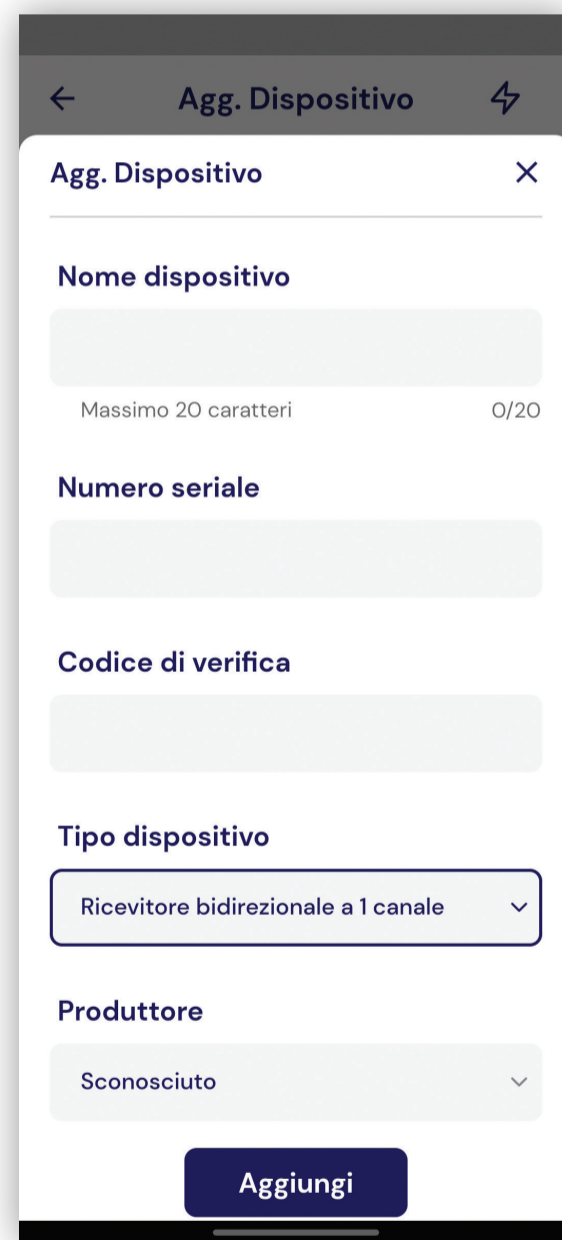 Agg. Dispositivo
Agg. Dispositivo
Nome dispositivo
Massimo 20 caratteri 0/20
Numero seriale
Codice di verifica
Tipo dispositivo
Ricevitore bidirezionale a 1 canale
Produttore
Sconosciuto
Aggiungi